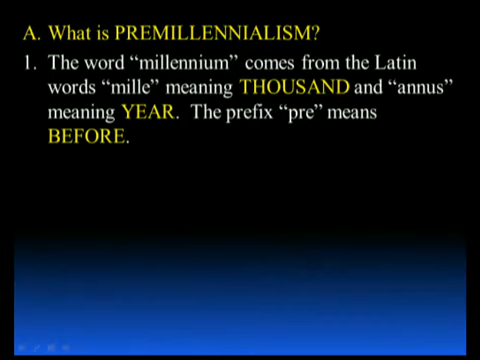 A. What is PREMILLENNIALISM?
1. The word “millennium” comes from the Latin
words “mille” meaning THOUSAND and “annus”
meaning YEAR. The prefix “pre” means
BEFORE.